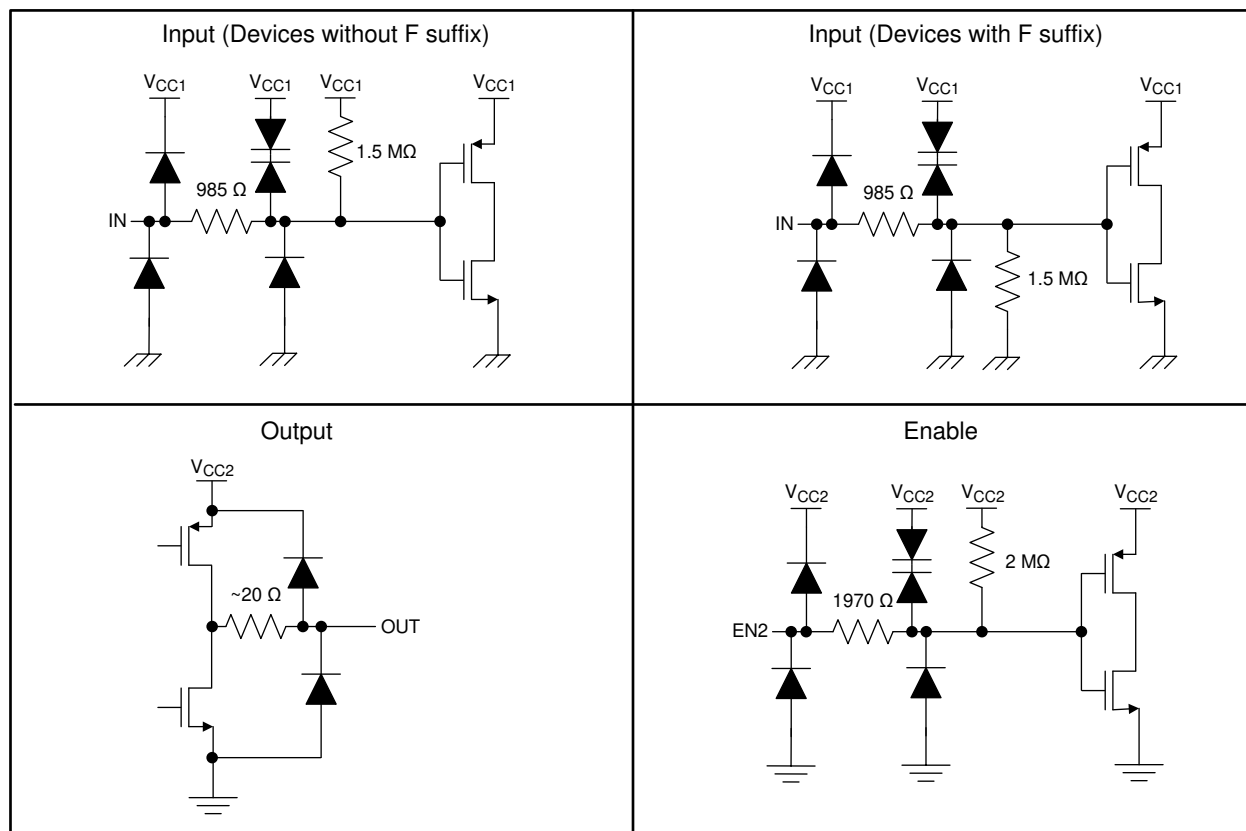 Input (Devices without F suffix)
VCC1 VCC1 VCC1 VCC1
1.5 MΩ
985 Ω
IN
Input (Devices with F suffix)
VCC1 VCC1 VCC1
985 Ω
IN
1.5 MΩ
Output
VCC2
~20 Ω
OUT
Enable
VCC2 VCC2 VCC2 VCC2
2 MΩ
1970 Ω
EN2